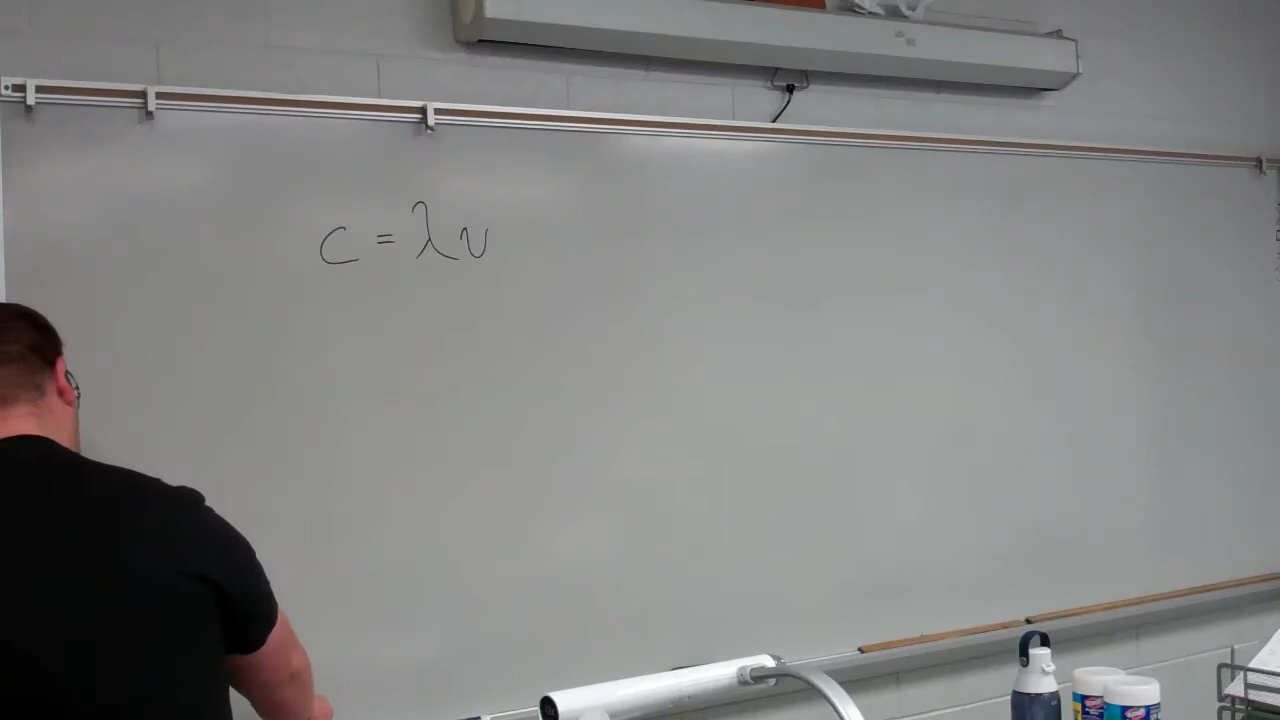 c = λν